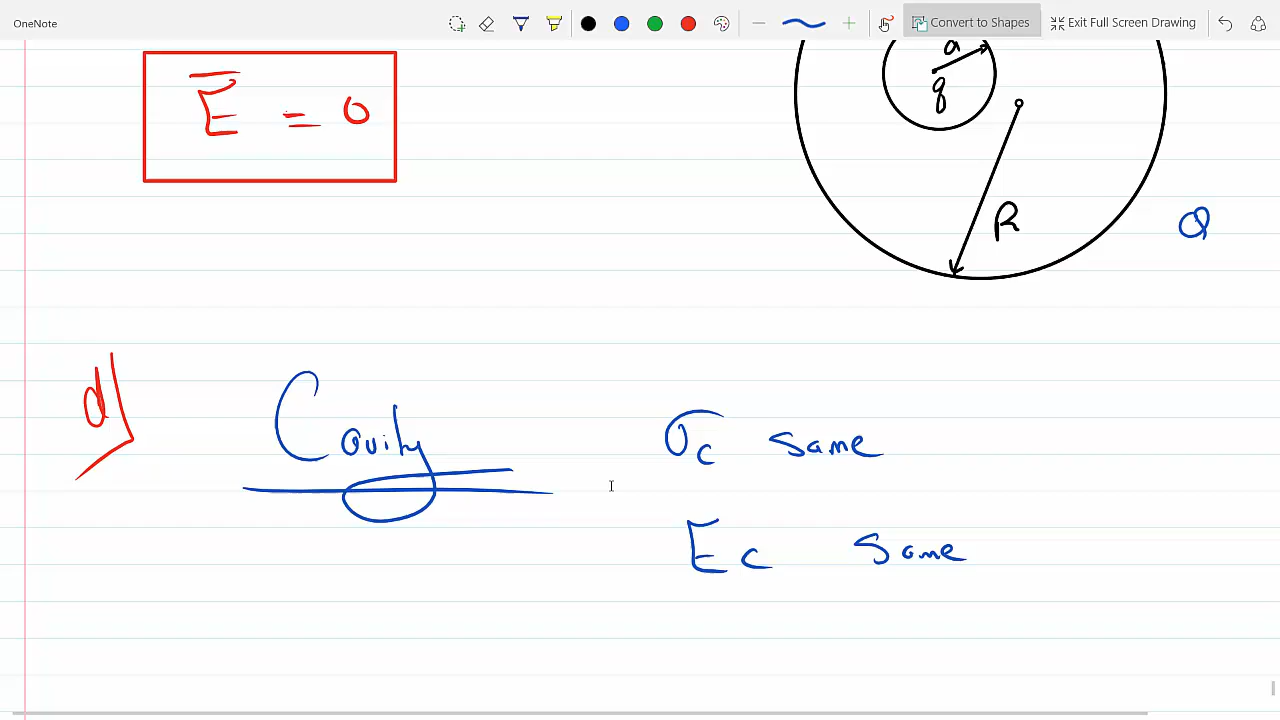 OneNote
Convert to Shapes
Exit Full Screen Drawing
E = 0
a
q
R
Q
d)
Cavity
σc same
Ec same